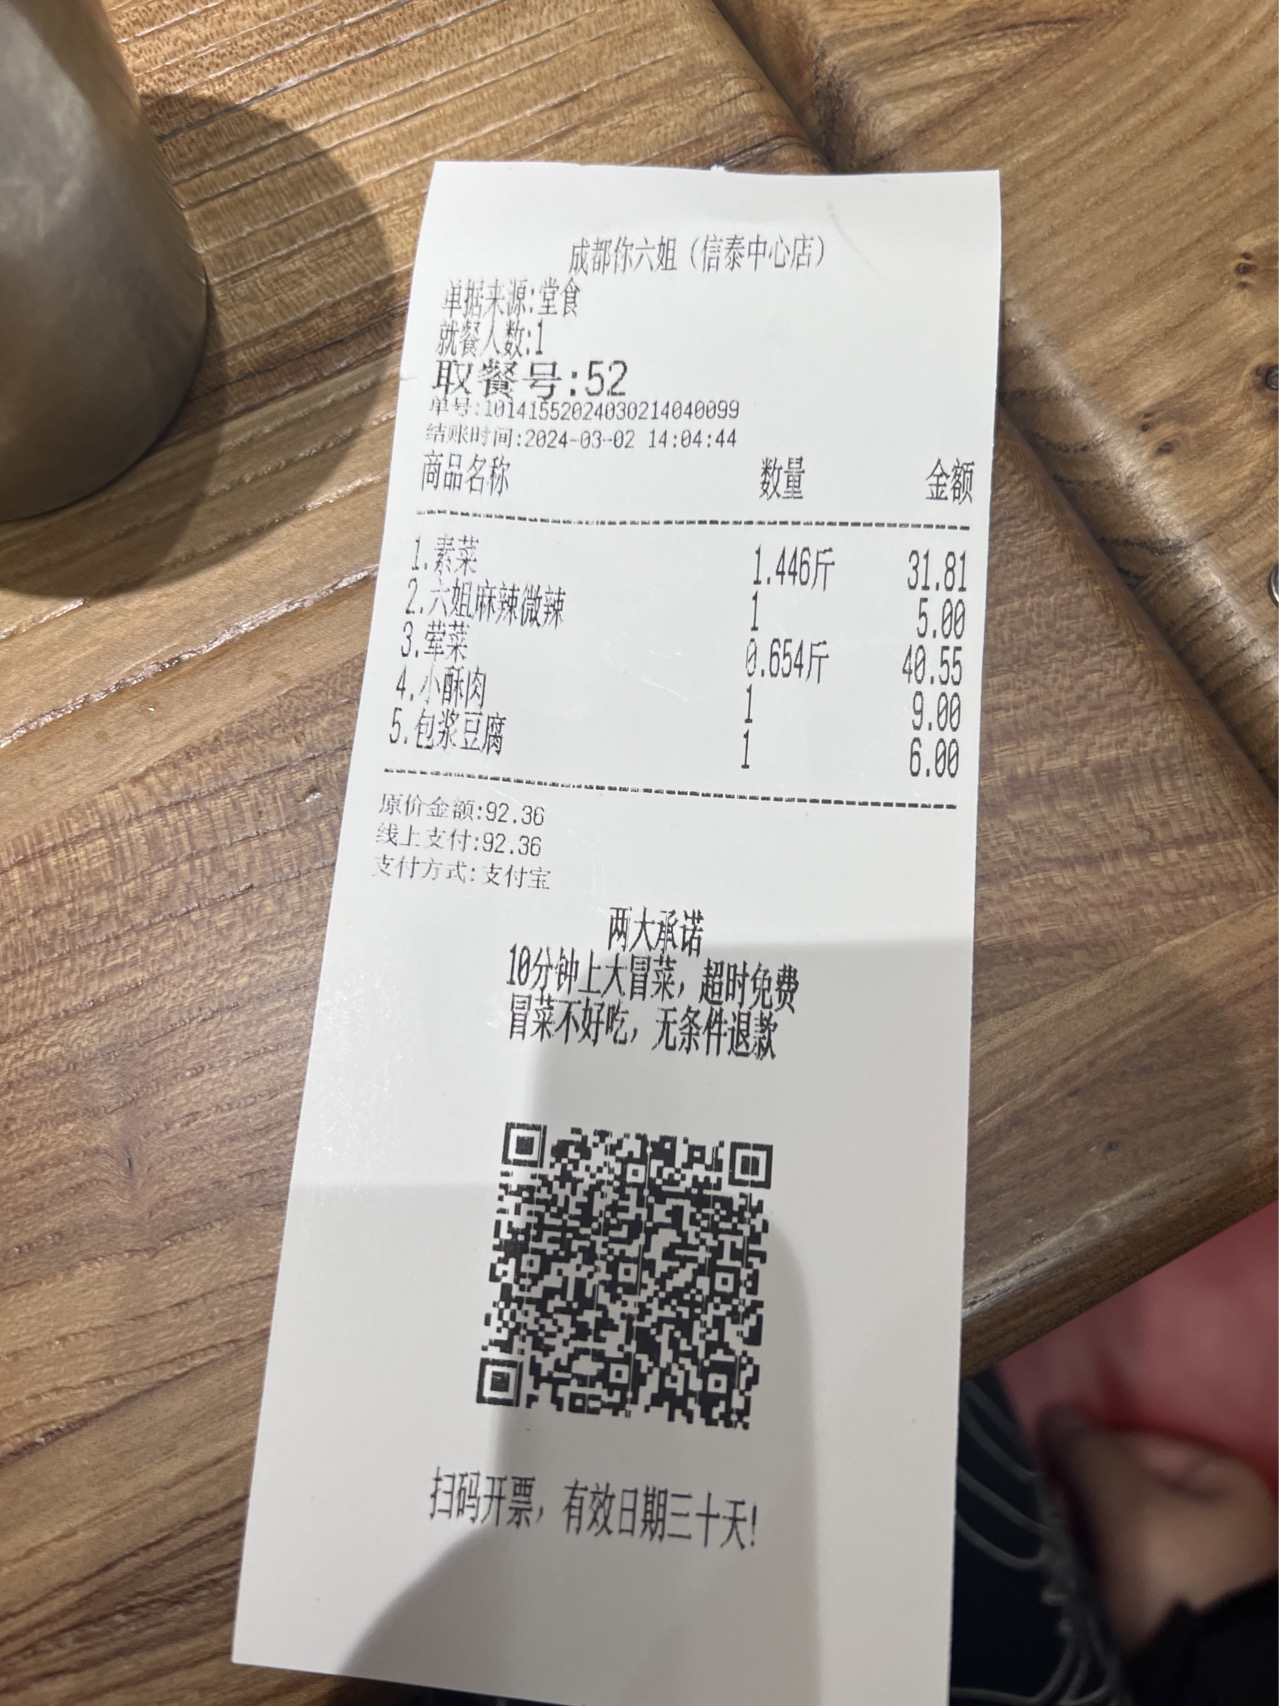 成都你六姐（信泰中心店）
单据来源:堂食
就餐人数:1
取餐号:52
单号:10141552024030214040099
结账时间:2024-03-02 14:04:44
商品名称 数量 金额
1.素菜 1.446斤 31.81
2.六姐麻辣微辣 1 5.00
3.荤菜 0.654斤 40.55
4.小酥肉 1 9.00
5.包浆豆腐 1 6.00
原价金额:92.36
线上支付:92.36
支付方式:支付宝
两大承诺
10分钟上大冒菜，超时免费
冒菜不好吃，无条件退款
扫码开票，有效日期三十天!